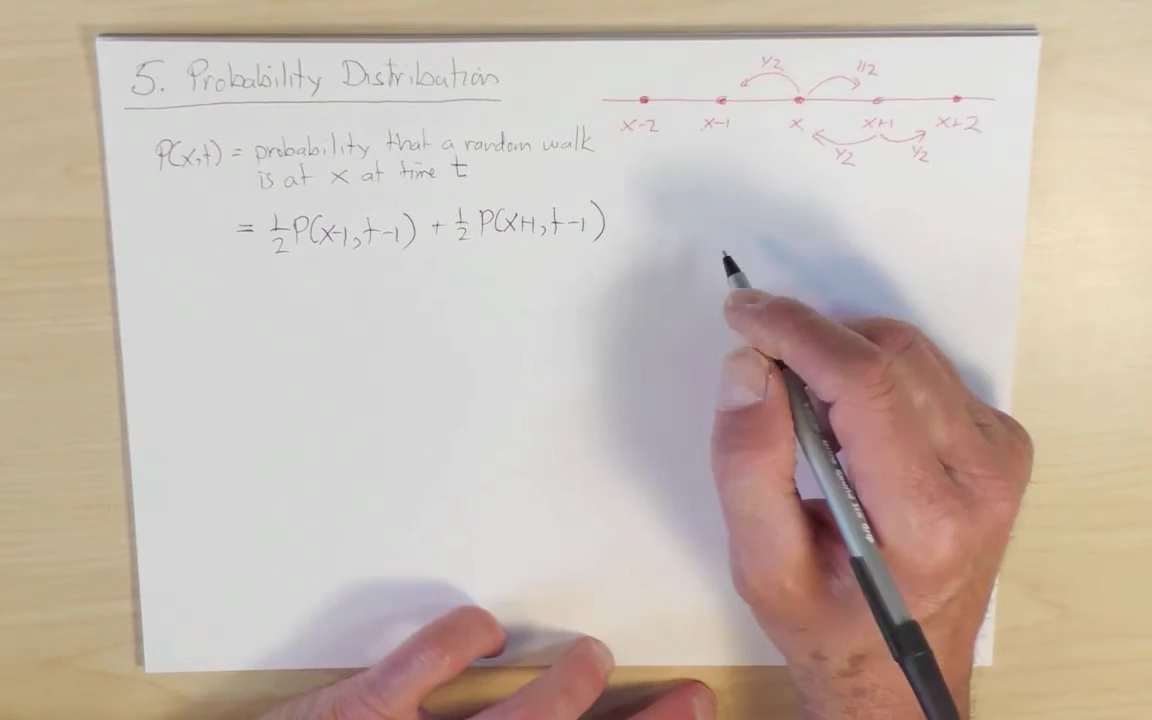 5. Probability Distribution
P(x,t) = probability that a random walk
is at x at time t
= 1/2 P(x-1,t-1) + 1/2 P(x+1,t-1)
1/2 1/2
x-2 x-1 x x+1 x+2
1/2 1/2